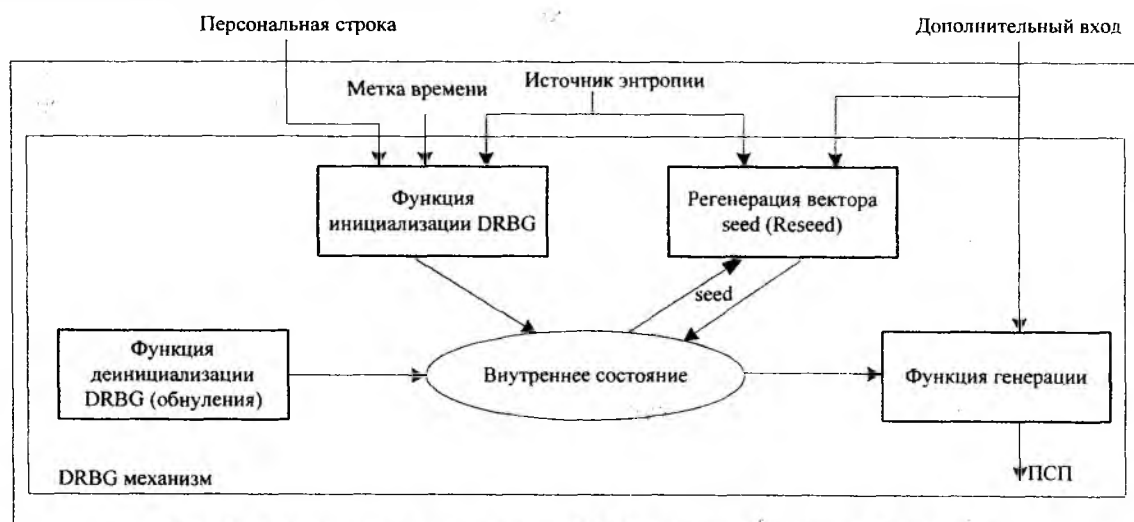 Персональная строка
Дополнительный вход
Источник энтропии
Метка времени
Функция
инициализации DRBG
Регенерация вектора
seed (Reseed)
seed
Функция
деинициализации
DRBG (обнуления)
Внутреннее состояние
Функция генерации
DRBG механизм
ПСП